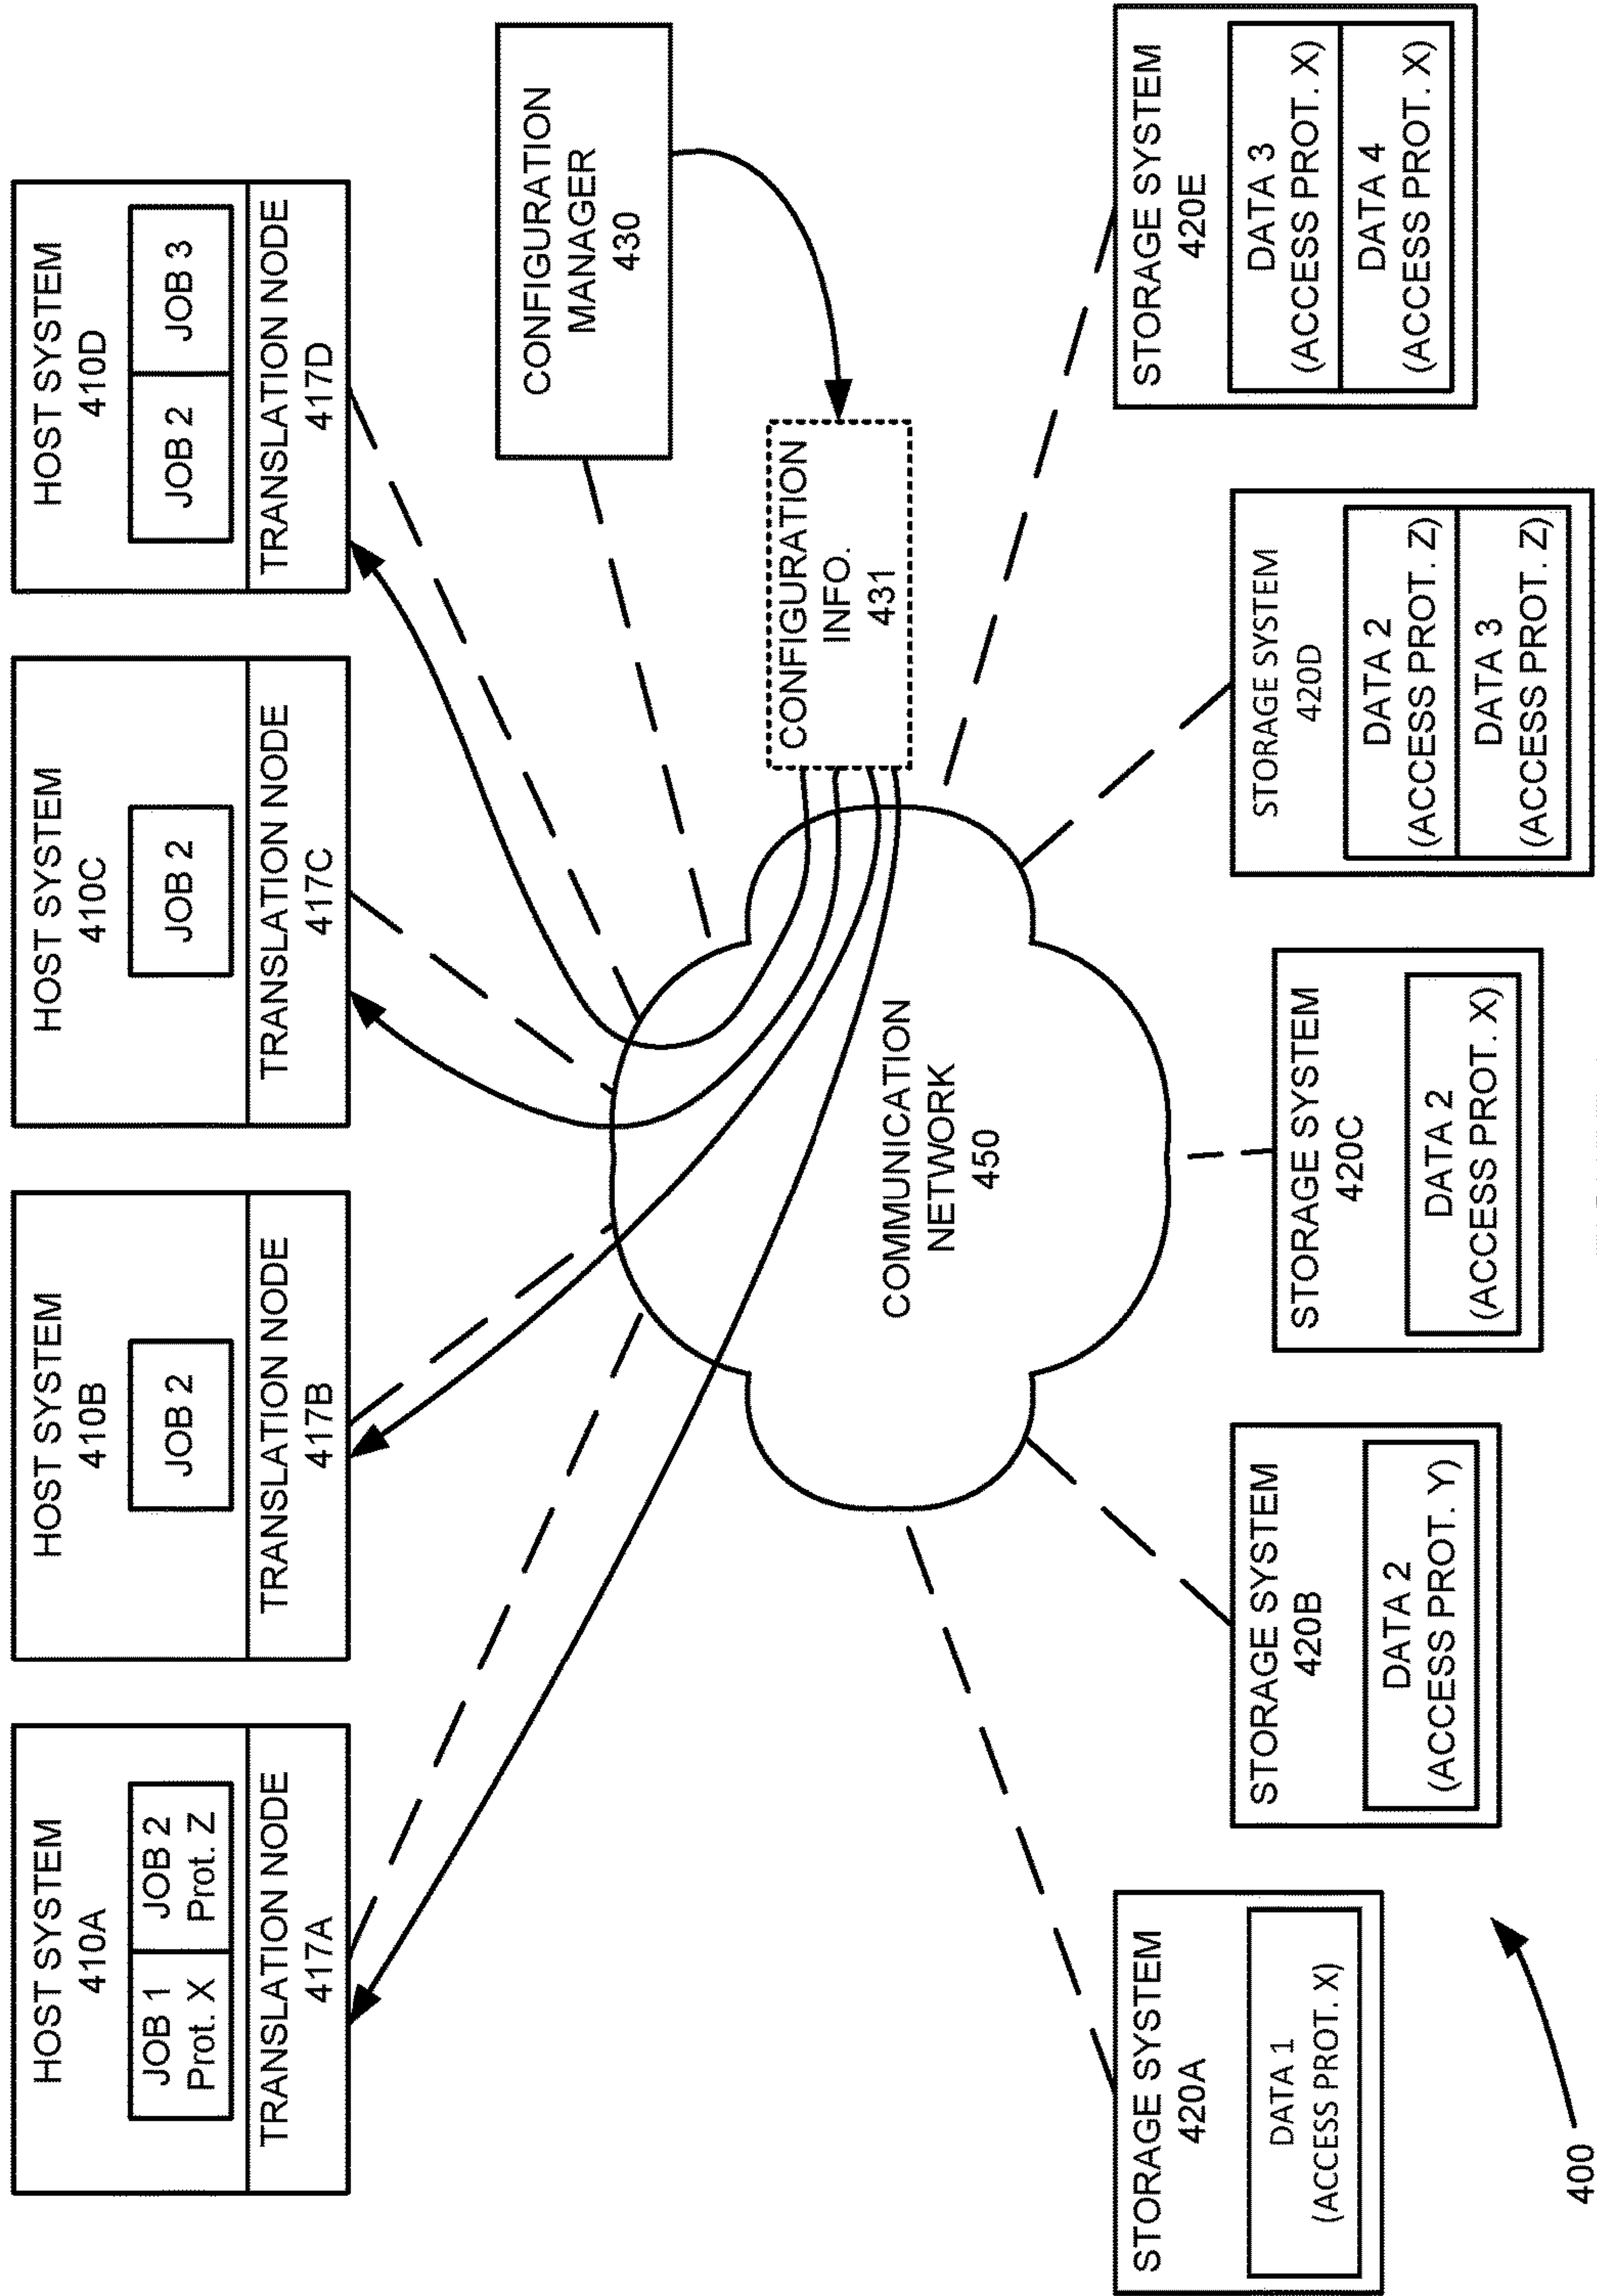 HOST SYSTEM
410A
JOB 1
Prot. X
JOB 2
Prot. Z
TRANSLATION NODE
417A
HOST SYSTEM
410B
JOB 2
TRANSLATION NODE
417B
HOST SYSTEM
410C
JOB 2
TRANSLATION NODE
417C
HOST SYSTEM
410D
JOB 2
JOB 3
TRANSLATION NODE
417D
CONFIGURATION
MANAGER
430
CONFIGURATION
INFO.
431
COMMUNICATION
NETWORK
450
STORAGE SYSTEM
420A
DATA 1
(ACCESS PROT. X)
STORAGE SYSTEM
420B
DATA 2
(ACCESS PROT. Y)
STORAGE SYSTEM
420C
DATA 2
(ACCESS PROT. X)
STORAGE SYSTEM
420D
DATA 2
(ACCESS PROT. Z)
DATA 3
(ACCESS PROT. Z)
STORAGE SYSTEM
420E
DATA 3
(ACCESS PROT. X)
DATA 4
(ACCESS PROT. X)
400